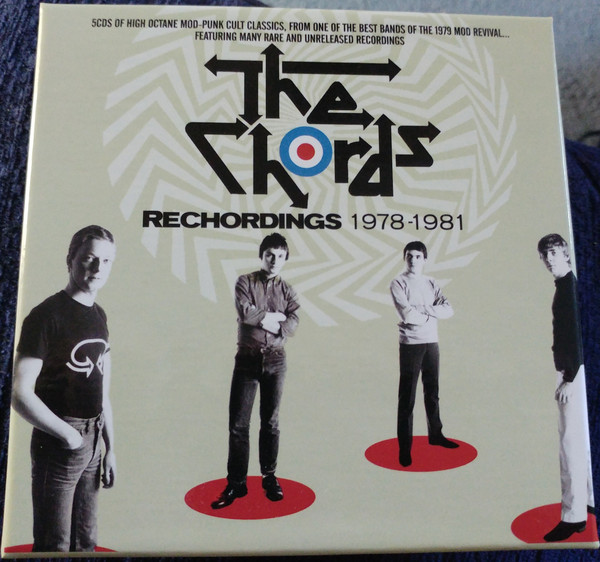 5CDS OF HIGH OCTANE MOD-PUNK CULT CLASSICS, FROM ONE OF THE BEST BANDS OF THE 1979 MOD REVIVAL...
FEATURING MANY RARE AND UNRELEASED RECORDINGS
The
Chords
RECHORDINGS 1978-1981